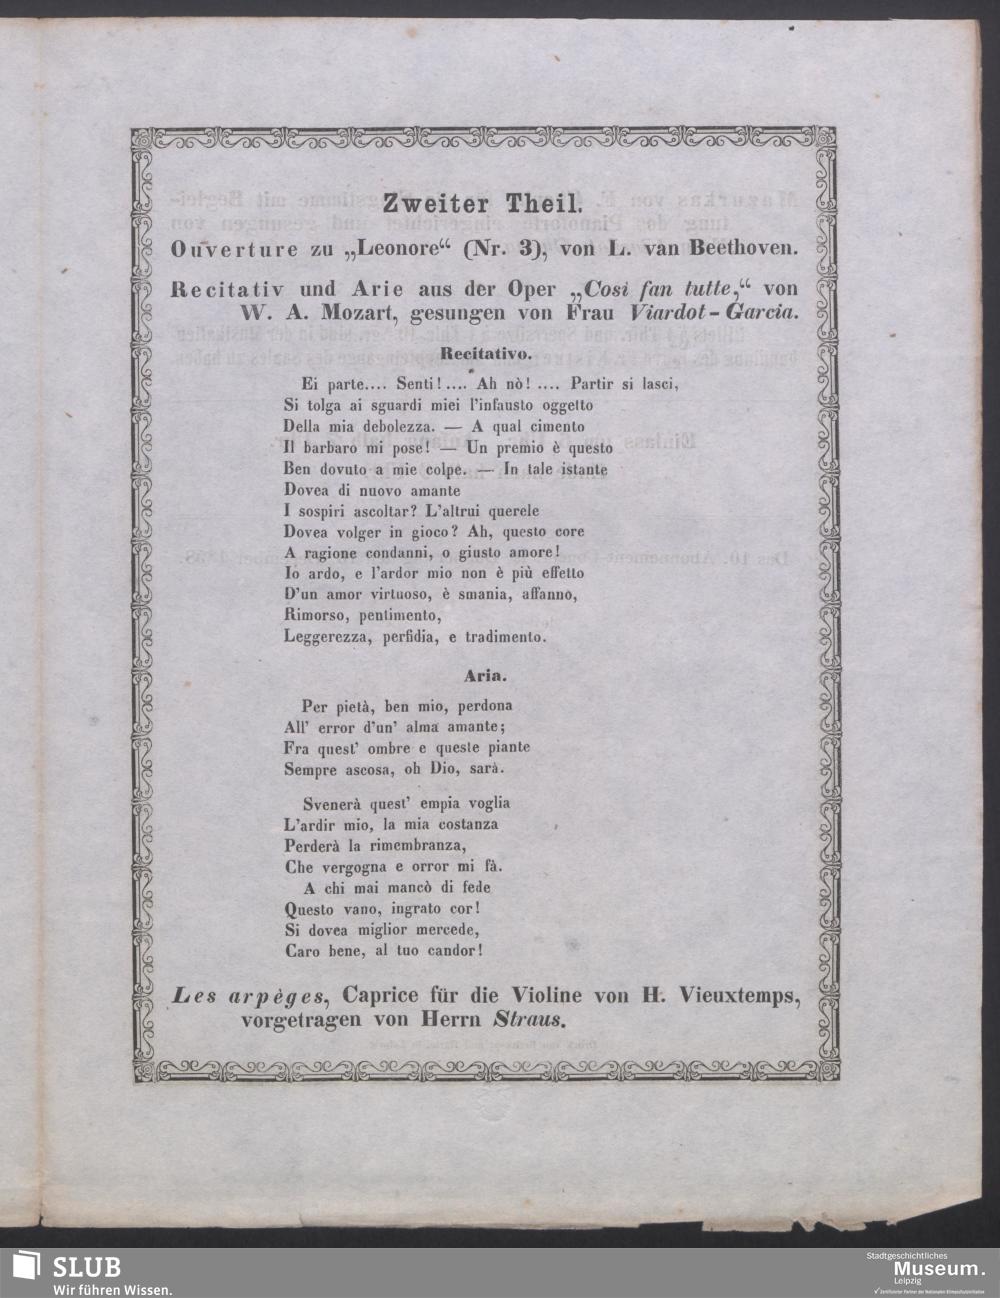 Zweiter Theil.
Ouverture zu „Leonore“ (Nr. 3), von L. van Beethoven.
Recitativ und Arie aus der Oper „Così fan tutte,“ von
W. A. Mozart, gesungen von Frau Viardot-Garcia.
Recitativo.
Ei parte.... Senti!.... Ah nò! .... Partir si lasci,
Si tolga ai sguardi miei l'infausto oggetto
Della mia debolezza. — A qual cimento
Il barbaro mi pose! — Un premio è questo
Ben dovuto a mie colpe. — In tale istante
Dovea di nuovo amante
I sospiri ascoltar? L'altrui querele
Dovea volger in gioco? Ah, questo core
A ragione condanni, o giusto amore!
Io ardo, e l'ardor mio non è più effetto
D'un amor virtuoso, è smania, affanno,
Rimorso, pentimento,
Leggerezza, perfidia, e tradimento.
Aria.
Per pietà, ben mio, perdona
All' error d'un' alma amante;
Fra quest' ombre e queste piante
Sempre ascosa, oh Dio, sarà.
Svenerà quest' empia voglia
L'ardir mio, la mia costanza
Perderà la rimembranza,
Che vergogna e orror mi fà.
A chi mai mancò di fede
Questo vano, ingrato cor!
Si dovea miglior mercede,
Caro bene, al tuo candor!
Les arpèges, Caprice für die Violine von H. Vieuxtemps,
vorgetragen von Herrn Straus.
SLUB
Wir führen Wissen.
Stadtgeschichtliches
Museum.
Leipzig
Zertifizierter Partner der Nationalen Klimaschutzinitiative